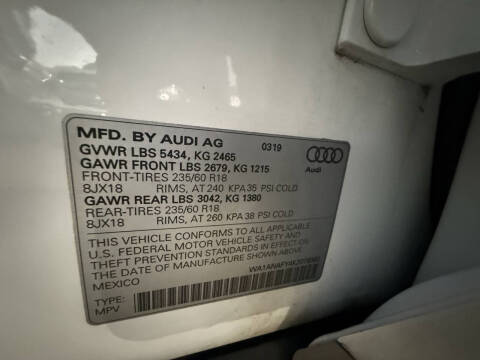 MFD. BY AUDI AG 0319
GVWR LBS 5434, KG 2465
GAWR FRONT LBS 2679, KG 1215
FRONT-TIRES 235/60 R18
8JX18 RIMS, AT 240 KPA 35 PSI COLD
GAWR REAR LBS 3042, KG 1380
REAR-TIRES 235/60 R18
8JX18 RIMS, AT 260 KPA 38 PSI COLD
Audi
THIS VEHICLE CONFORMS TO ALL APPLICABLE
U.S. FEDERAL MOTOR VEHICLE SAFETY AND
THEFT PREVENTION STANDARDS IN EFFECT ON
THE DATE OF MANUFACTURE SHOWN ABOVE.
MEXICO
TYPE:
MPV